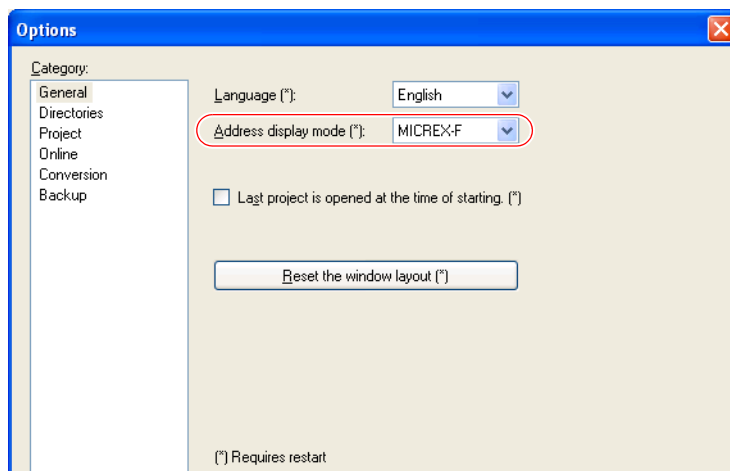 Options
Category:
General
Directories
Project
Online
Conversion
Backup
Language (*):
English
Address display mode (*):
MICREX-F
Last project is opened at the time of starting. (*)
Reset the window layout (*)
(*) Requires restart